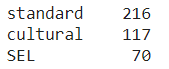 standard 216
cultural 117
SEL 70